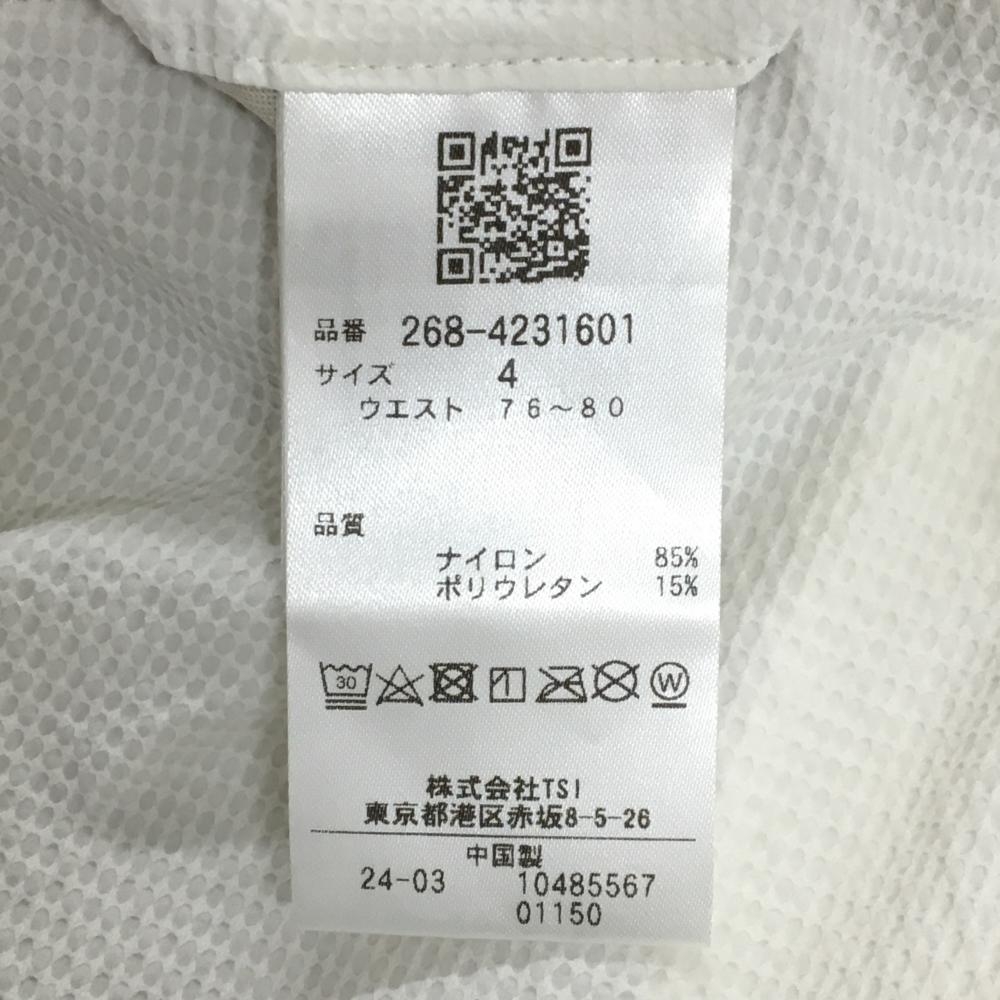 品番 268-4231601
サイズ 4
ウエスト 76~80
品質
ナイロン 85%
ポリウレタン 15%
30 W
株式会社TSI
東京都港区赤坂8-5-26
中国製
24-03 10485567
01150